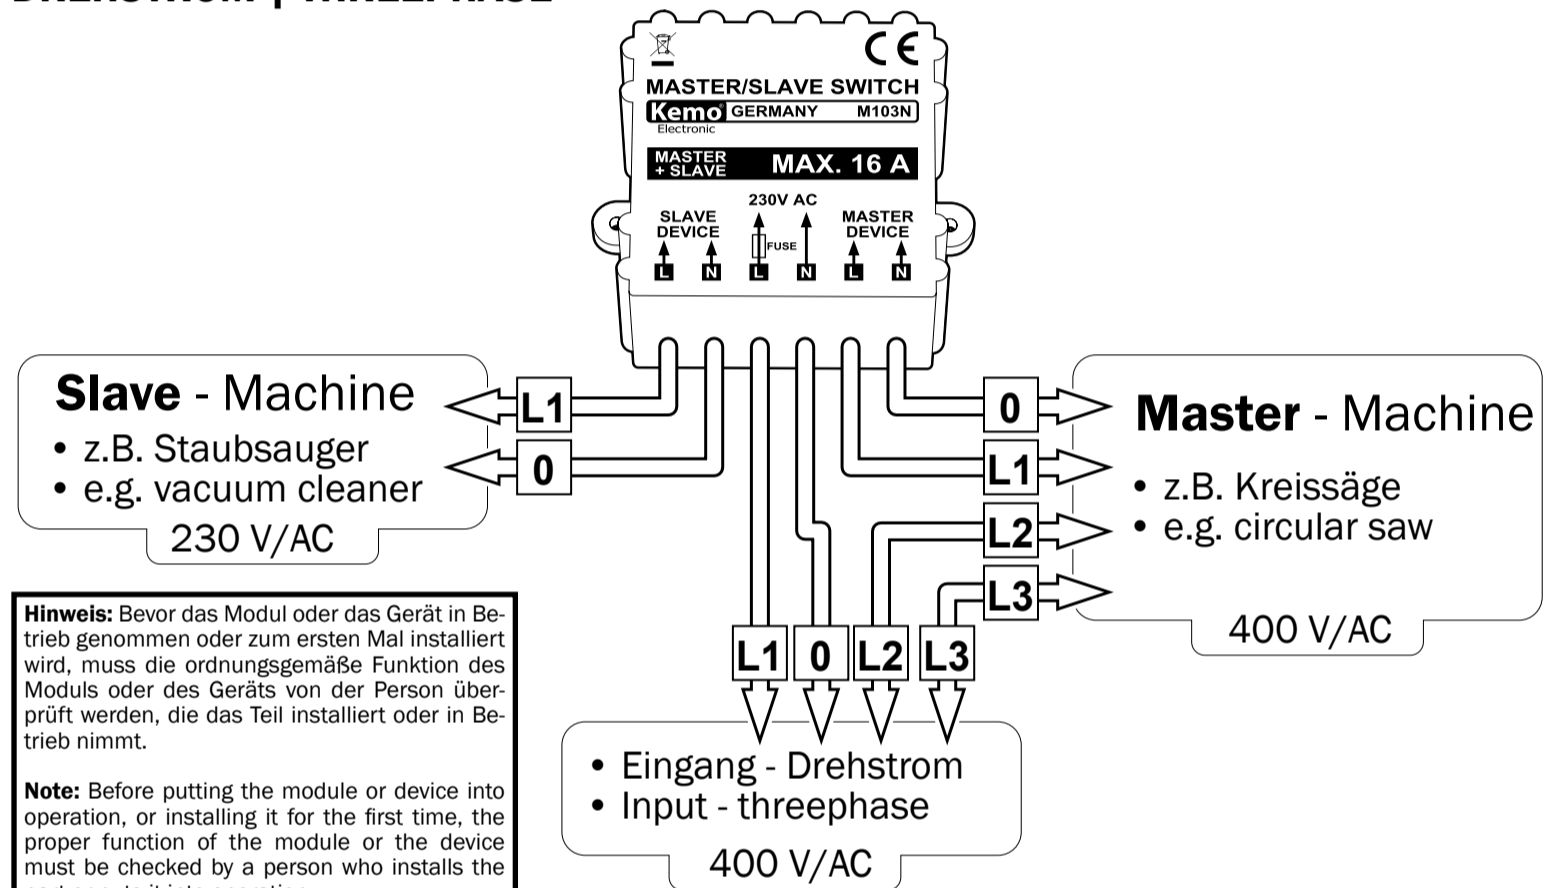 DREHSTROM | THREEPHASE
CE
MASTER/SLAVE SWITCH
Kemo GERMANY M103N
Electronic
MASTER
+ SLAVE
MAX. 16 A
230V AC
SLAVE
DEVICE
FUSE
MASTER
DEVICE
L N L N L N
Slave - Machine
• z.B. Staubsauger
• e.g. vacuum cleaner
230 V/AC
L1
0
0
L1
L2
L3
Master - Machine
• z.B. Kreissäge
• e.g. circular saw
400 V/AC
L1 0 L2 L3
• Eingang - Drehstrom
• Input - threephase
400 V/AC
Hinweis: Bevor das Modul oder das Gerät in Be-
trieb genommen oder zum ersten Mal installiert
wird, muss die ordnungsgemäße Funktion des
Moduls oder des Geräts von der Person über-
prüft werden, die das Teil installiert oder in Be-
trieb nimmt.
Note: Before putting the module or device into
operation, or installing it for the first time, the
proper function of the module or the device
must be checked by a person who installs the